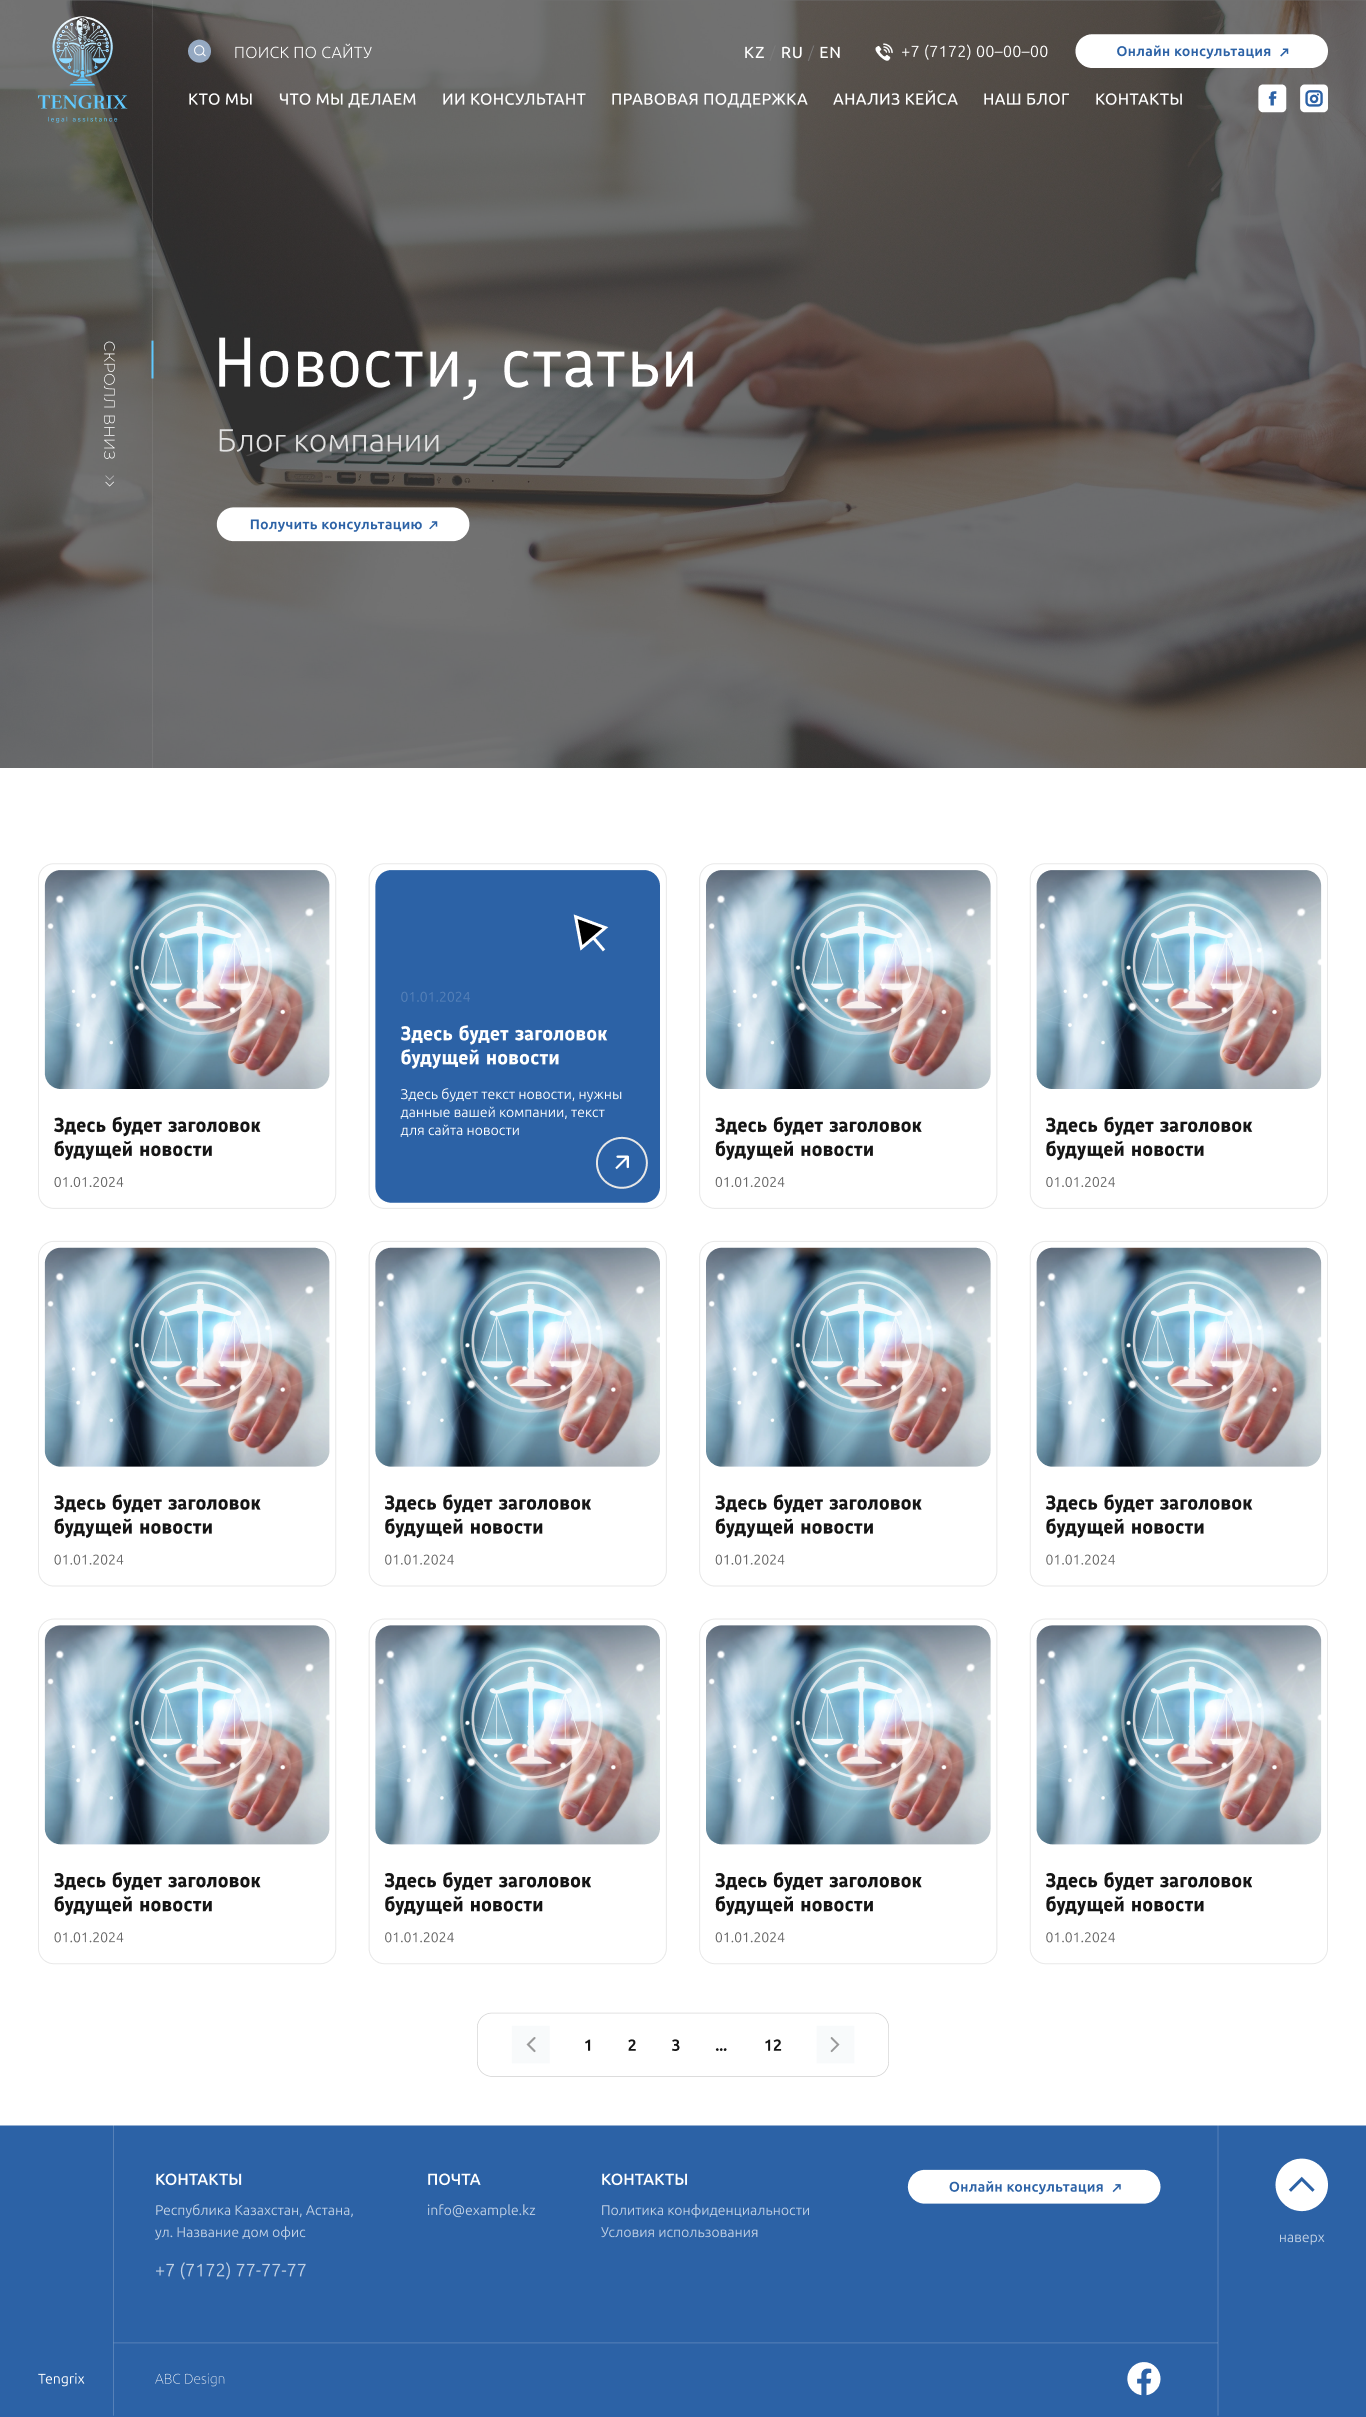 TENGRIX
legal assistance
ПОИСК ПО САЙТУ
KZ / RU / EN
+7 (7172) 00–00–00
Онлайн консультация
КТО МЫ
ЧТО МЫ ДЕЛАЕМ
ИИ КОНСУЛЬТАНТ
ПРАВОВАЯ ПОДДЕРЖКА
АНАЛИЗ КЕЙСА
НАШ БЛОГ
КОНТАКТЫ
СКРОЛЛ ВНИЗ
Новости, статьи
Блог компании
Получить консультацию
Здесь будет заголовок
будущей новости
01.01.2024
01.01.2024
Здесь будет заголовок
будущей новости
Здесь будет текст новости, нужны
данные вашей компании, текст
для сайта новости
Здесь будет заголовок
будущей новости
01.01.2024
Здесь будет заголовок
будущей новости
01.01.2024
Здесь будет заголовок
будущей новости
01.01.2024
Здесь будет заголовок
будущей новости
01.01.2024
Здесь будет заголовок
будущей новости
01.01.2024
Здесь будет заголовок
будущей новости
01.01.2024
Здесь будет заголовок
будущей новости
01.01.2024
Здесь будет заголовок
будущей новости
01.01.2024
Здесь будет заголовок
будущей новости
01.01.2024
Здесь будет заголовок
будущей новости
01.01.2024
1 2 3 ... 12
КОНТАКТЫ
Республика Казахстан, Астана,
ул. Название дом офис
+7 (7172) 77-77-77
ПОЧТА
info@example.kz
КОНТАКТЫ
Политика конфиденциальности
Условия использования
Онлайн консультация
наверх
Tengrix
ABC Design